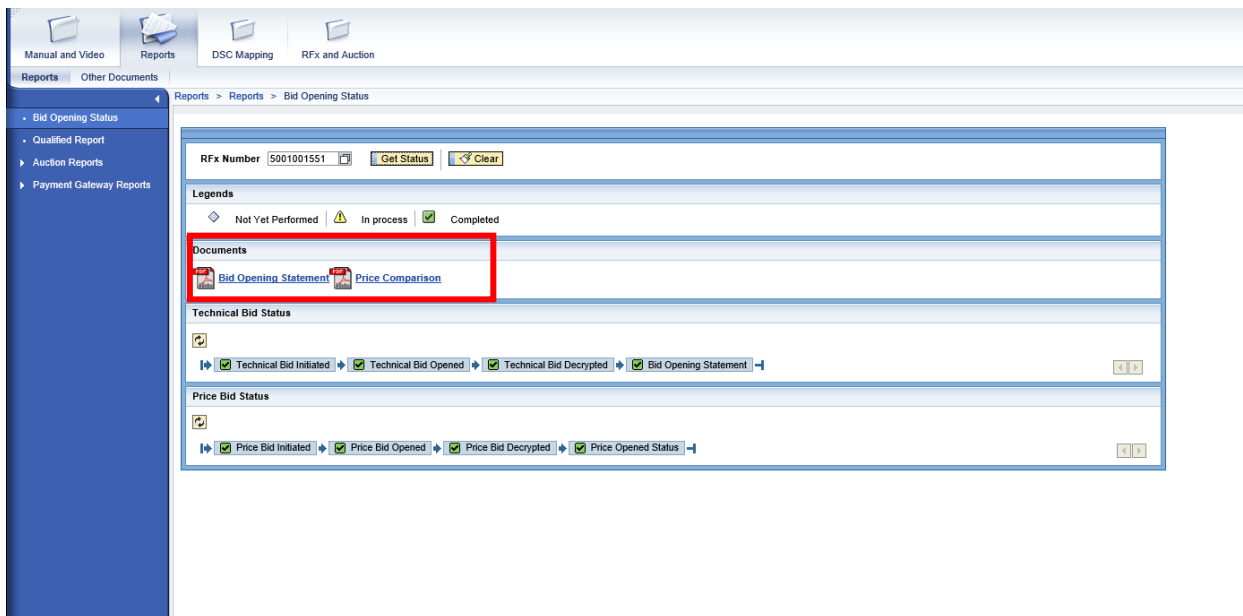 Manual and Video Reports DSC Mapping RFx and Auction
Reports Other Documents
Reports > Reports > Bid Opening Status
Bid Opening Status
Qualified Report
Auction Reports
Payment Gateway Reports
RFx Number 5001001551 Get Status Clear
Legends
Not Yet Performed In process Completed
Documents
Bid Opening Statement Price Comparison
Technical Bid Status
Technical Bid Initiated Technical Bid Opened Technical Bid Decrypted Bid Opening Statement
Price Bid Status
Price Bid Initiated Price Bid Opened Price Bid Decrypted Price Opened Status